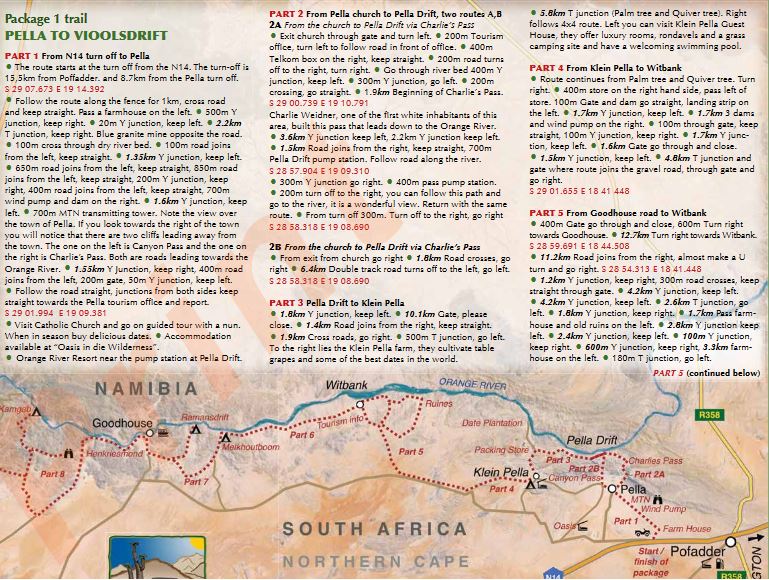 Package 1 trail
PELLA TO VIOOLSDRIFT
PART 1 From N14 turn off to Pella
• The route starts at the turn off from the N14. The turn-off is
15,5km from Poffadder. and 8.7km from the Pella turn off.
S 29 07.673 E 19 14.392
• Follow the route along the fence for 1km, cross road
and keep straight. Pass a farmhouse on the left. • 500m Y
junction, keep right. • 20m Y junction, keep left. • 2.2km
T junction, keep right. Blue granite mine opposite the road.
• 100m cross through dry river bed. • 100m road joins
from the left, keep straight. • 1.35km Y junction, keep left.
• 650m road joins from the left, keep straight, 850m road
joins from the left, keep straight, 200m Y junction, keep
right, 400m road joins from the left, keep straight, 700m
wind pump and dam on the right. • 1.6km Y junction, keep
left. • 700m MTN transmitting tower. Note the view over
the town of Pella. If you look towards the right of the town
you will notice that there are two cliffs leading away from
town. The one on the left is Canyon Pass and the one on
the right is Charlie's Pass. Both are roads leading towards the
Orange River. • 1.55km Y Junction, keep right, 400m road
joins from the left, 200m gate, 50m Y junction, keep left.
• Follow the road straight, junctions from both sides keep
straight towards the Pella tourism office and report.
S 29 01.994 E 19 09.381
• Visit Catholic Church and go on guided tour with a nun.
When in season buy delicious dates. • Accommodation
available at "Oasis in die Wilderness".
• Orange River Resort near the pump station at Pella Drift.
PART 2 From Pella church to Pella Drift, two routes A,B
2A From the church to Pella Drift via Charlie's Pass
• Exit church through gate and turn left. • 200m Tourism
office, turn left to follow road in front of office. • 400m
Telkom box on the right, keep straight. • 200m road turns
off to the right, turn right. • Go through river bed 400m Y
junction, keep left. • 300m Y junction, go left. • 200m
crossing, go straight. • 1.9km Beginning of Charlie's Pass.
S 29 00.739 E 19 10.791
Charlie Weidner, one of the first white inhabitants of this
area, built this pass that leads down to the Orange River.
• 3.6km Y junction keep left, 2.2km Y junction keep left.
• 1.5km Road joins from the right, keep straight, 700m
Pella Drift pump station. Follow road along the river.
S 28 57.904 E 19 09.310
• 300m Y junction go right. • 400m pass pump station.
• 200m turn off to the right, you can follow this path and
go to the river, it is a wonderful view. Return with the same
route. • From turn off 300m. Turn off to the right, go right
S 28 58.318 E 19 08.690
2B From the church to Pella Drift via Charlie's Pass
• From exit from church go right • 1.8km Road crosses, go
right • 6.4km Double track road turns off to the left, go left.
S 28 58.318 E 19 08.690
PART 3 Pella Drift to Klein Pella
• 1.8km Y junction, keep left. • 10.1km Gate, please
close. • 1.4km Road joins from the right, keep straight.
• 1.9km Cross roads, go right. • 500m T junction, go left.
To the right lies the Klein Pella farm, they cultivate table
grapes and some of the best dates in the world.
• 5.8km T junction (Palm tree and Quiver tree). Right
follows 4x4 route. Left you can visit Klein Pella Guest
House, they offer luxury rooms, rondavels and a grass
camping site and have a welcoming swimming pool.
PART 4 From Klein Pella to Witbank
• Route continues from Palm tree and Quiver tree. Turn
right. • 400m store on the right hand side, pass left of
store. 100m Gate and dam go straight, landing strip on
the left. • 1.7km Y junction, keep left. • 1.7km 3 dams
and wind pump on the right. • 100m through gate, keep
straight, 100m Y junction, keep right. • 1.7km Y junc-
tion, keep left. • 1.6km Gate go through and close.
• 1.5km Y junction, keep left. • 4.8km T junction and
gate where route joins the gravel road, through gate and
go right.
S 29 01.655 E 18 41 448
PART 5 From Goodhouse road to Witbank
• 400m Gate go through and close, 600m Turn right
towards Goodhouse. • 12.7km Turn right towards Witbank.
S 28 59.691 E 18 44.508
• 11.2km Road joins from the right, almost make a U
turn and go right. S 28 54.313 E 18 41.448
• 1.2km Y junction, keep right, 300m road crosses, keep
straight through gate. • 4.2km Y junction, keep left.
• 4.2km Y junction, keep left. • 2.6km T junction, go
left. • 1.8km Y junction, keep right. • 1.7km Pass farm-
house and old ruins on the left. • 2.8km Y junction keep
left. • 2.4km Y junction, keep left. • 100m Y junction,
keep right. • 600m Y junction, keep right, 3.3km farm-
house on the left. • 180m T junction, go left.
PART 5 (continued below)
NAMIBIA
Witbank
ORANGE RIVER
R358
Kamgab
Goodhouse
Ramansdrift
Tourism info
Ruines
Date Plantation
Henkriesmond
Melkhoutboom
Part 6
Pella Drift
Part 5
Packing Store
Part 3
Charlies Pass
Part 8
Part 7
Klein Pella
Part 2B
Canyon Pass
Part 2A
Part 4
Pella
MTN
Wind Pump
SOUTH AFRICA
Oasis
Part 1
Farm House
NORTHERN CAPE
Start /
finish of
package
Pofadder
N14
R358